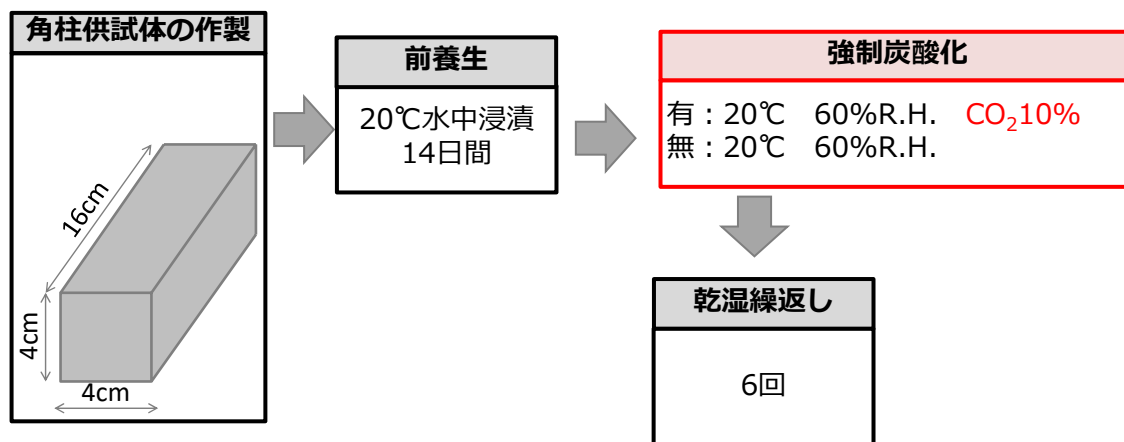 角柱供試体の作製
16cm
4cm
4cm
前養生
20℃水中浸漬
14日間
強制炭酸化
有：20℃　60%R.H.　CO₂10%
無：20℃　60%R.H.
乾湿繰返し
6回